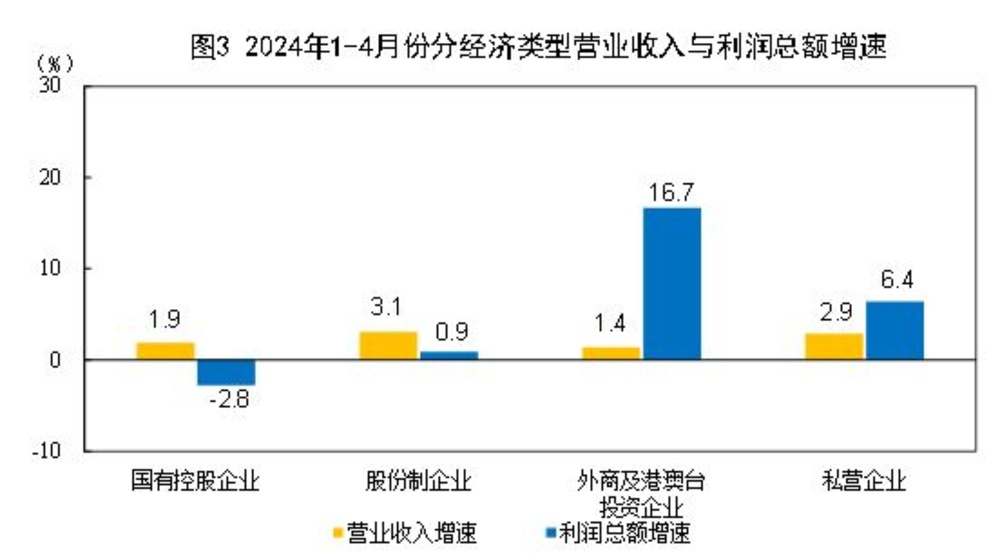 图3 2024年1-4月份分经济类型营业收入与利润总额增速
(%)
30
20
10
0
-10
1.9
-2.8
3.1
0.9
1.4
16.7
2.9
6.4
国有控股企业
股份制企业
外商及港澳台
投资企业
私营企业
营业收入增速
利润总额增速